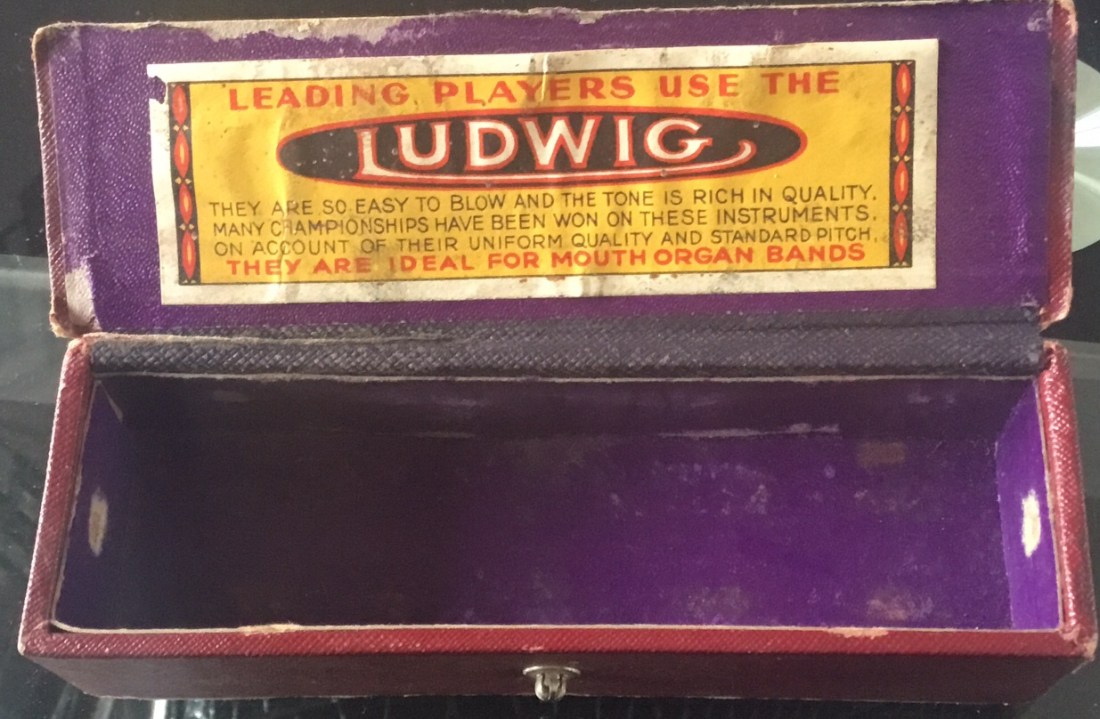 LEADING PLAYERS USE THE
LUDWIG
THEY ARE SO EASY TO BLOW AND THE TONE IS RICH IN QUALITY.
MANY CHAMPIONSHIPS HAVE BEEN WON ON THESE INSTRUMENTS.
ON ACCOUNT OF THEIR UNIFORM QUALITY AND STANDARD PITCH,
THEY ARE IDEAL FOR MOUTH ORGAN BANDS